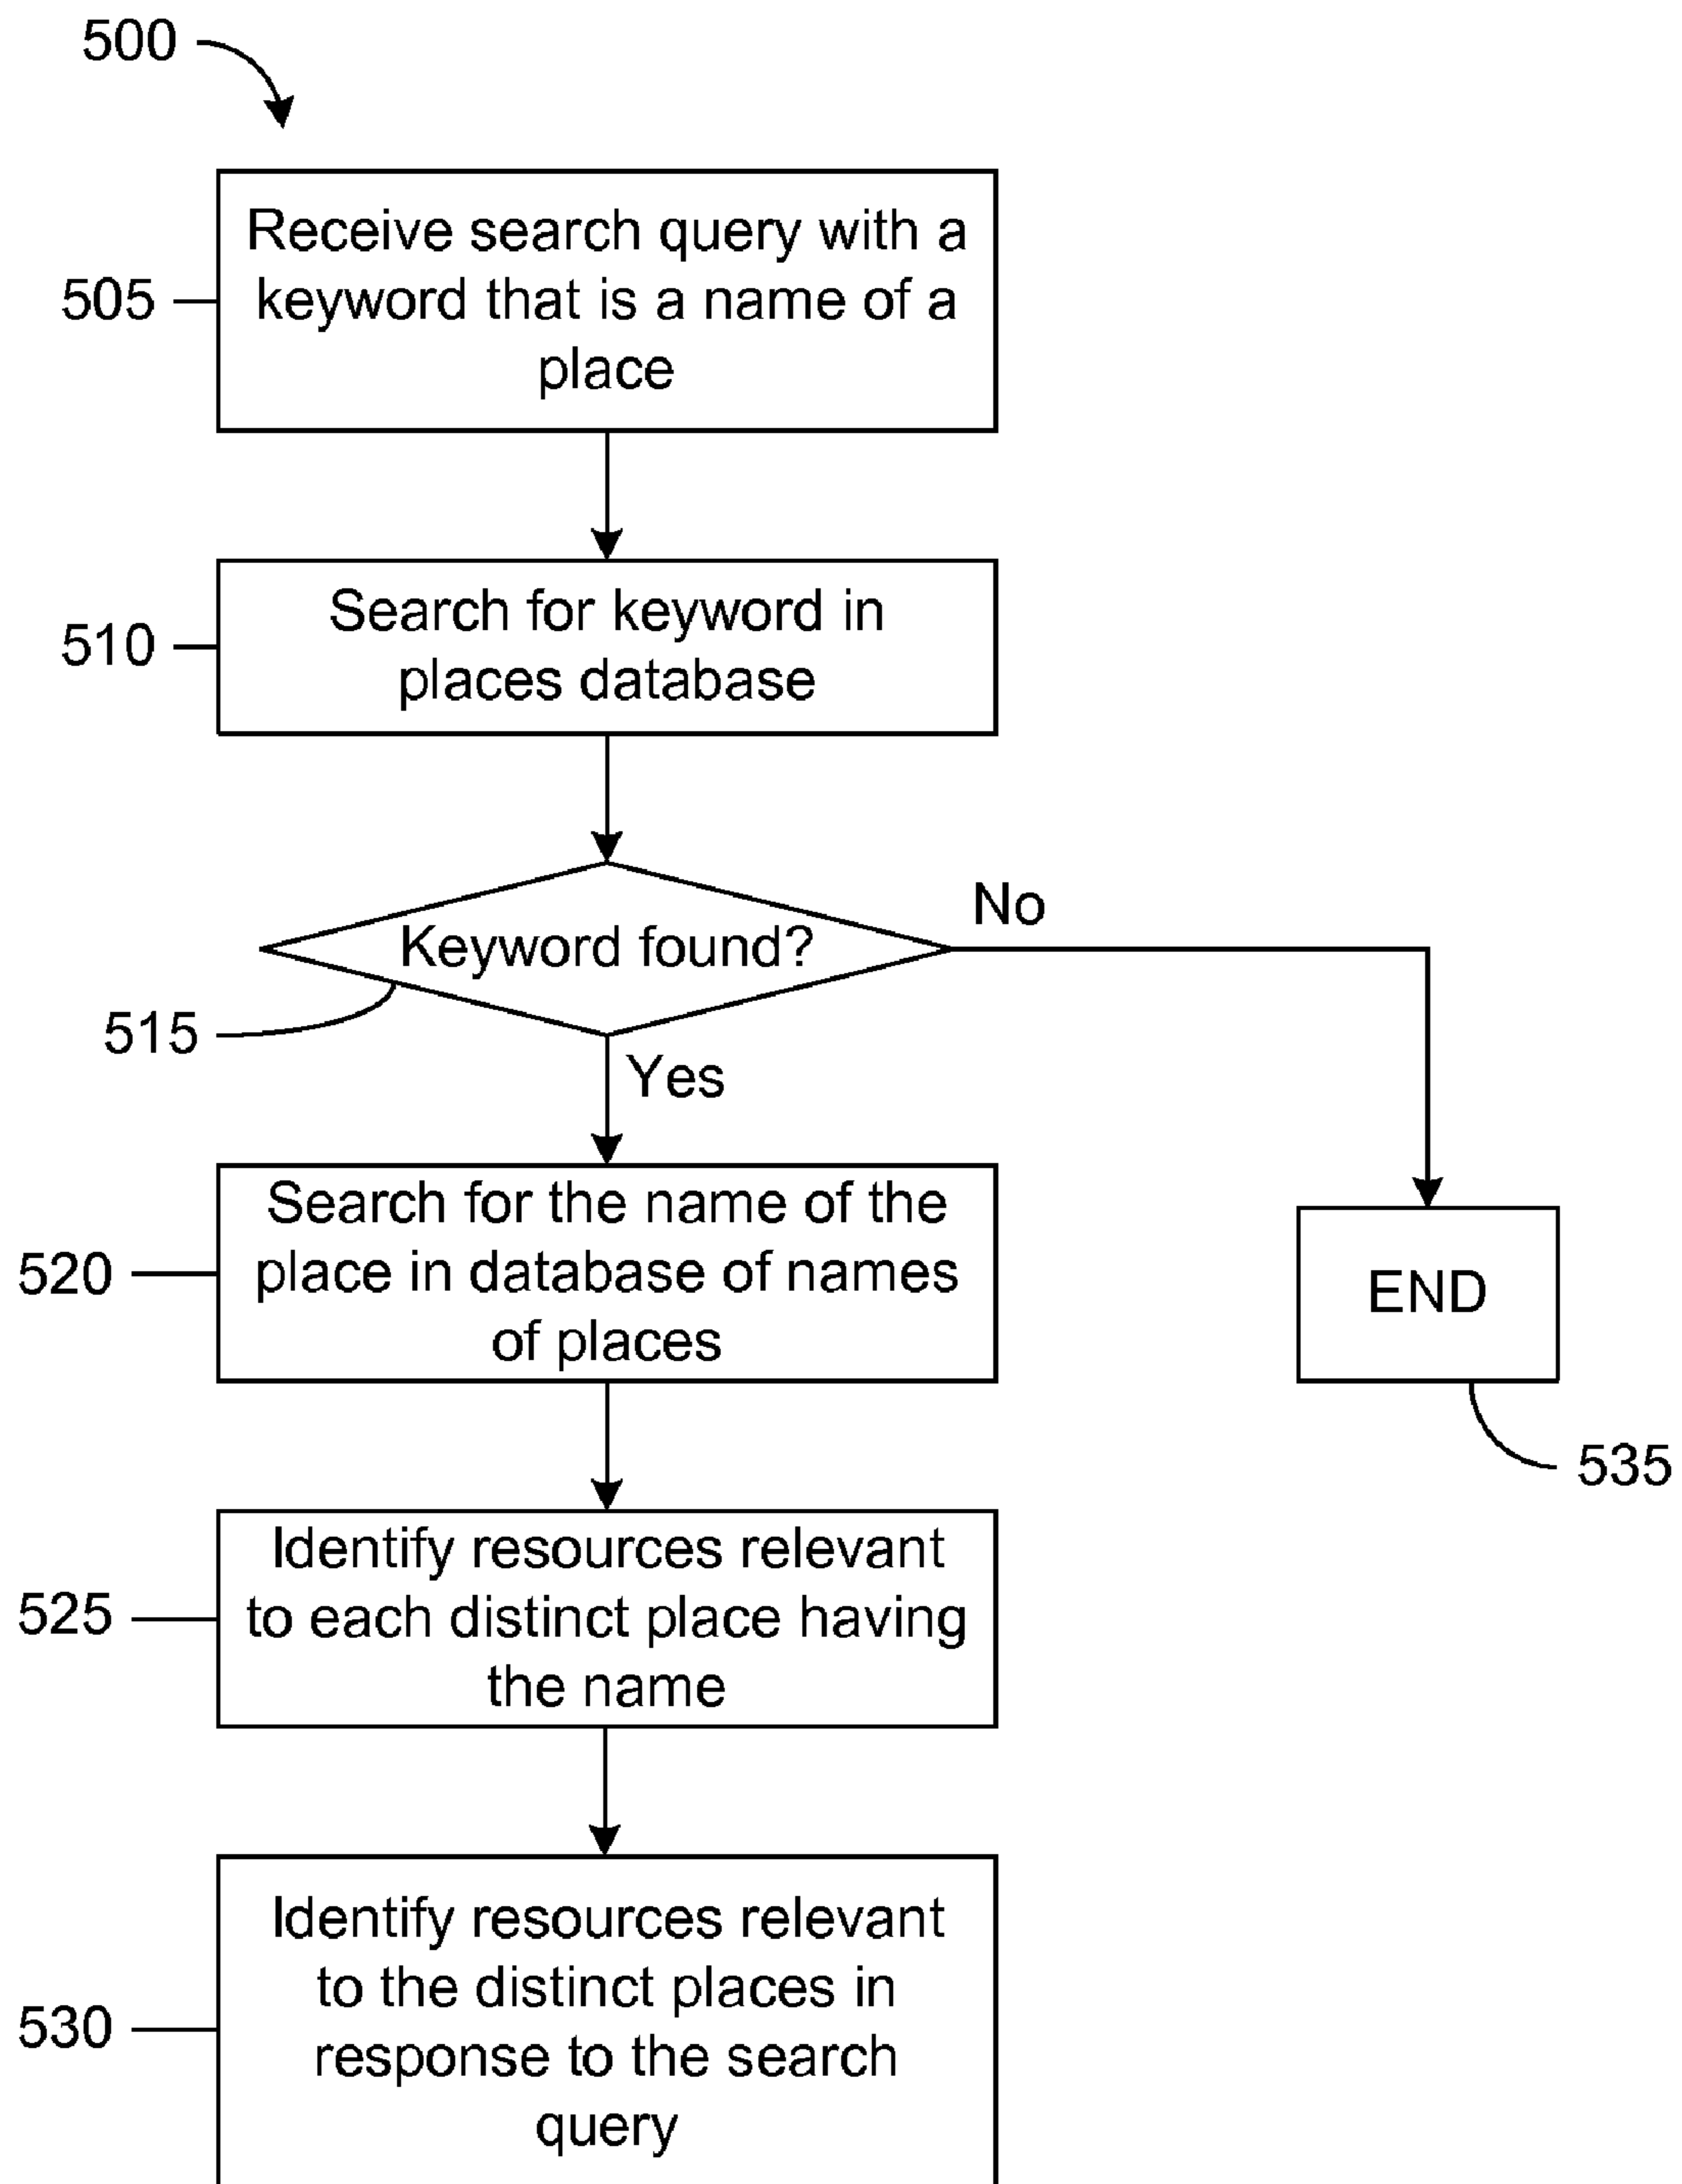 500
505
Receive search query with a
keyword that is a name of a
place
510
Search for keyword in
places database
Keyword found?
No
515
Yes
520
Search for the name of the
place in database of names
of places
END
535
525
Identify resources relevant
to each distinct place having
the name
530
Identify resources relevant
to the distinct places in
response to the search
query